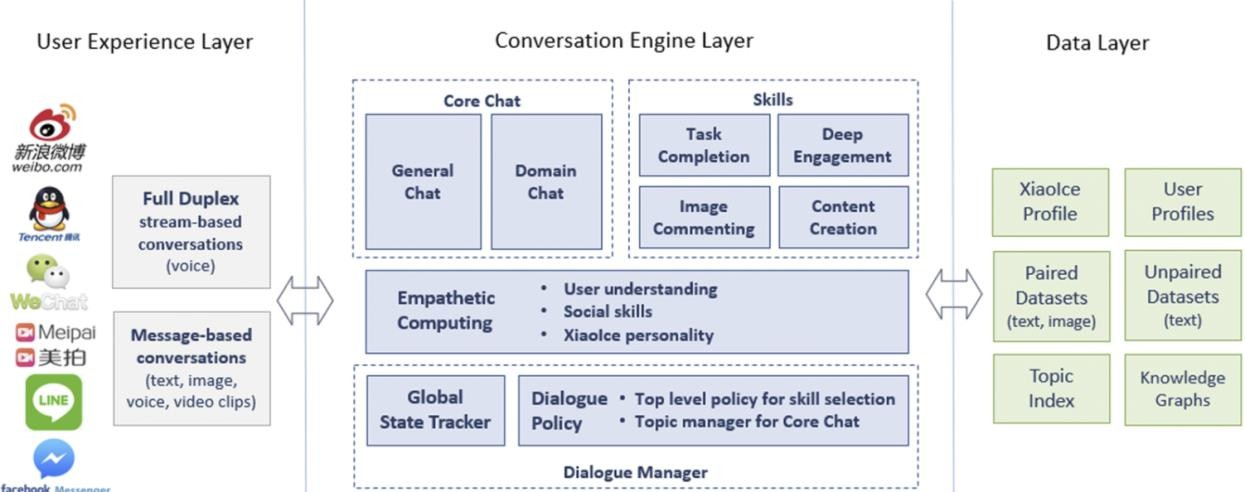 User Experience Layer
新浪微博
weibo.com
Tencent 腾讯
WeChat
Meipai
美拍
LINE
facebook Messenger
Full Duplex
stream-based
conversations
(voice)
Message-based
conversations
(text, image,
voice, video clips)
Conversation Engine Layer
Core Chat
General
Chat
Domain
Chat
Skills
Task
Completion
Deep
Engagement
Image
Commenting
Content
Creation
Empathetic
Computing
• User understanding
• Social skills
• XiaoIce personality
Global
State Tracker
Dialogue
Policy
• Top level policy for skill selection
• Topic manager for Core Chat
Dialogue Manager
Data Layer
XiaoIce
Profile
User
Profiles
Paired
Datasets
(text, image)
Unpaired
Datasets
(text)
Topic
Index
Knowledge
Graphs